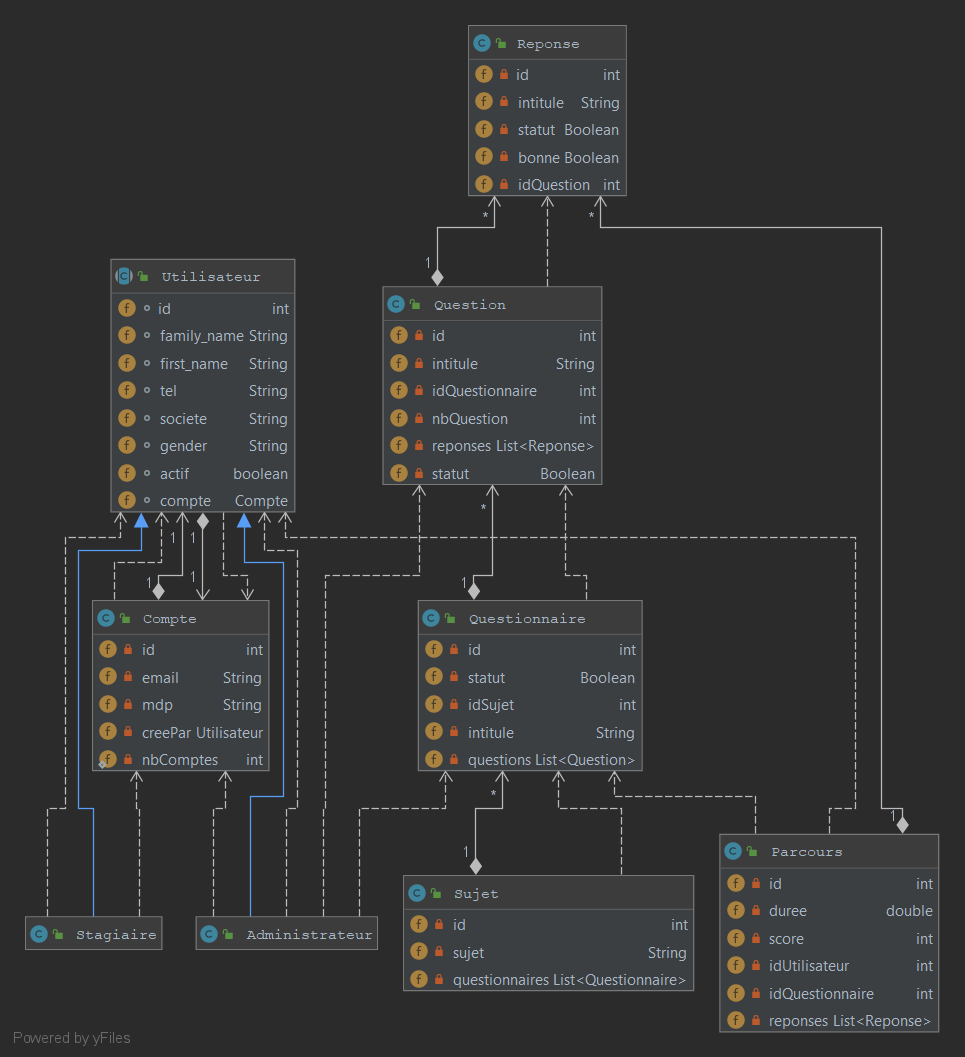 Reponse
id int
intitule String
statut Boolean
bonne Boolean
idQuestion int
*
*
1
Utilisateur
id int
family_name String
first_name String
tel String
societe String
gender String
actif boolean
compte Compte
Question
id int
intitule String
idQuestionnaire int
nbQuestion int
reponses List<Reponse>
statut Boolean
*
1
1
1
1
1
Compte
id int
email String
mdp String
creePar Utilisateur
nbComptes int
Questionnaire
id int
statut Boolean
idSujet int
intitule String
questions List<Question>
*
1
1
Stagiaire
Administrateur
Sujet
id int
sujet String
questionnaires List<Questionnaire>
Parcours
id int
duree double
score int
idUtilisateur int
idQuestionnaire int
reponses List<Reponse>
Powered by yFiles